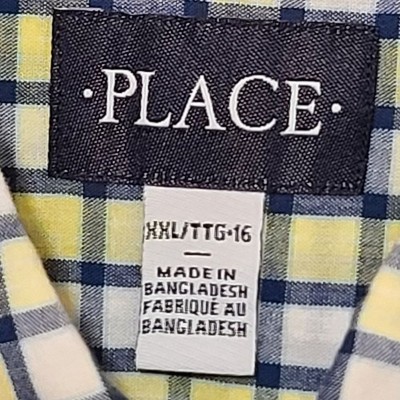 ·PLACE·
XXL/TTG·16
—
MADE IN
BANGLADESH
FABRIQUÉ AU
BANGLADESH